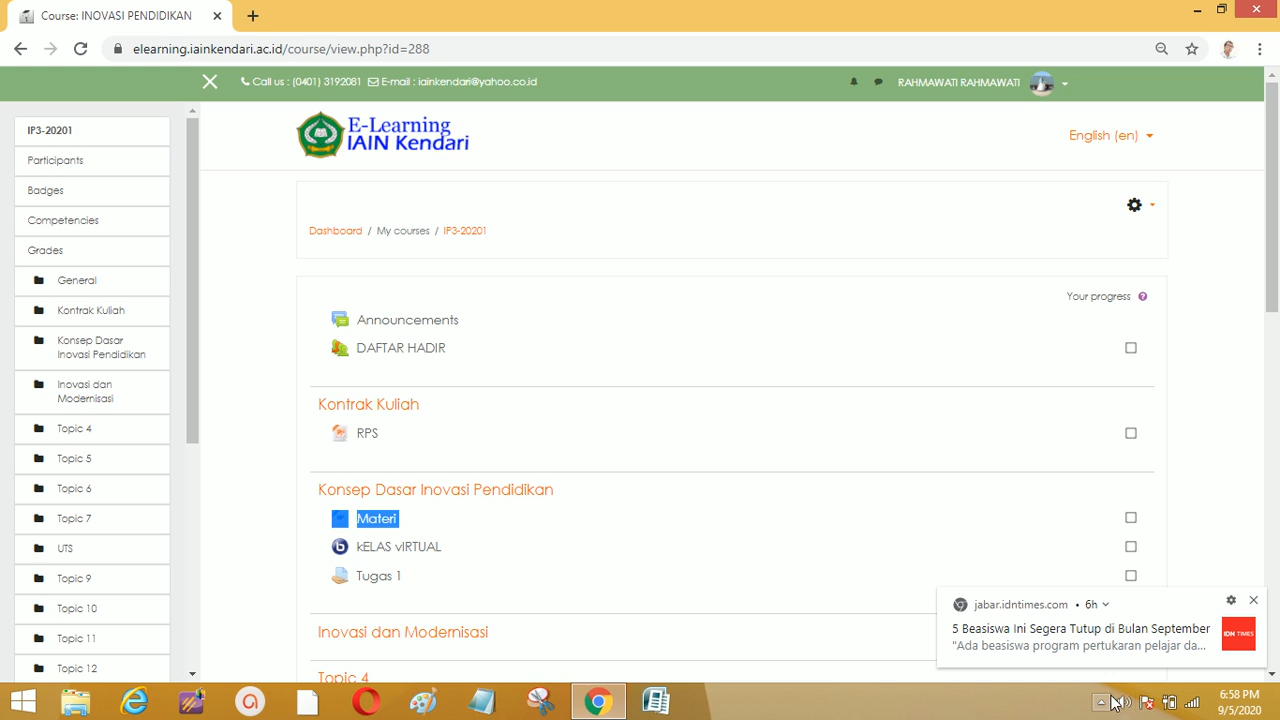 Course: INOVASI PENDIDIKAN
elearning.iainkendari.ac.id/course/view.php?id=288
Call us : (0401) 3192081 E-mail : iainkendari@yahoo.co.id
RAHMAWATI RAHMAWATI
IP3-20201
Participants
Badges
Competencies
Grades
General
Kontrak Kuliah
Konsep Dasar
Inovasi Pendidikan
Inovasi dan
Modernisasi
Topic 4
Topic 5
Topic 6
Topic 7
UTS
Topic 9
Topic 10
Topic 11
Topic 12
E-Learning
IAIN Kendari
English (en)
Dashboard / My courses / IP3-20201
Your progress
Announcements
DAFTAR HADIR
Kontrak Kuliah
RPS
Konsep Dasar Inovasi Pendidikan
Materi
kELAS vIRTUAL
Tugas 1
Inovasi dan Modernisasi
Topic 4
jabar.idntimes.com • 6h
5 Beasiswa Ini Segera Tutup di Bulan September
"Ada beasiswa program pertukaran pelajar da...
IDN TIMES
6:58 PM
9/5/2020